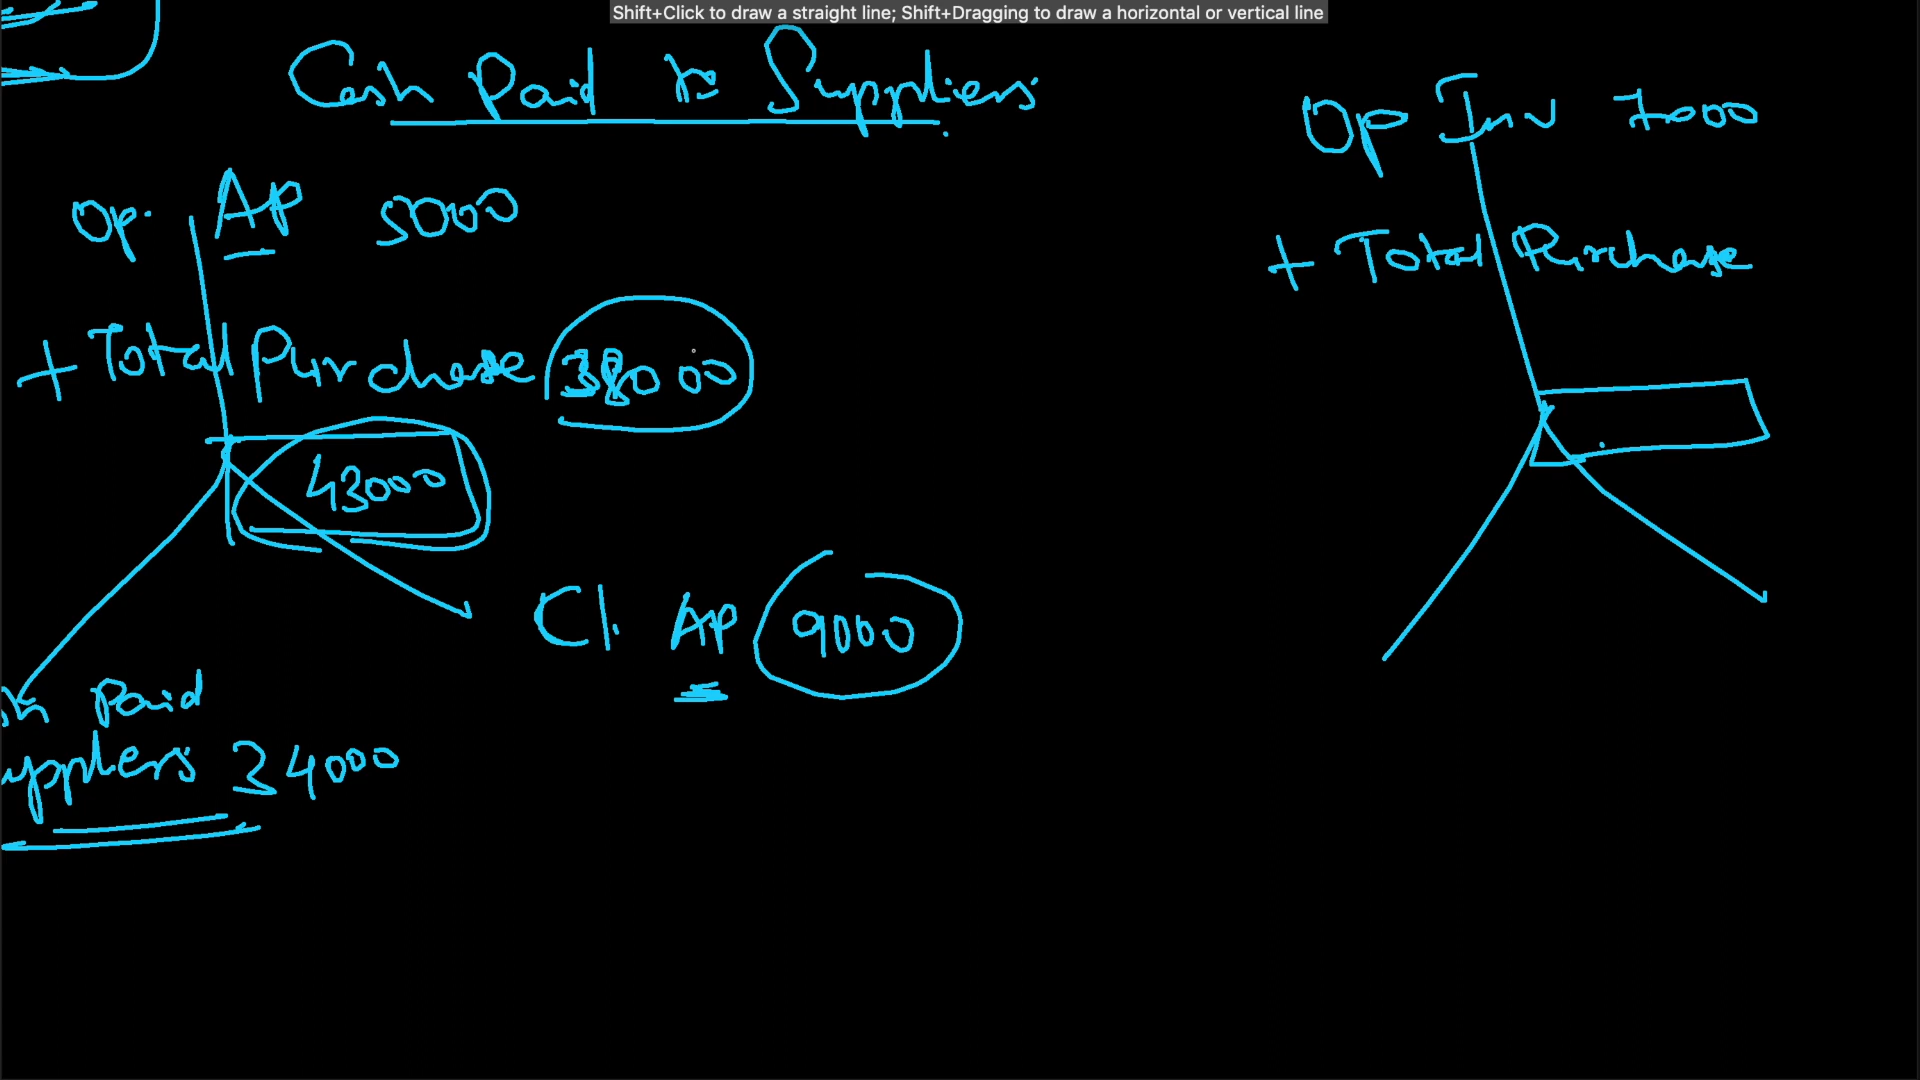 Shift+Click to draw a straight line; Shift+Dragging to draw a horizontal or vertical line
Cash Paid to Suppliers
Op. AP 5000
+ Total Purchase 38000
43000
Cl. AP 9000
Paid
uppliers 34000
Op Inv 7000
+ Total Purchase